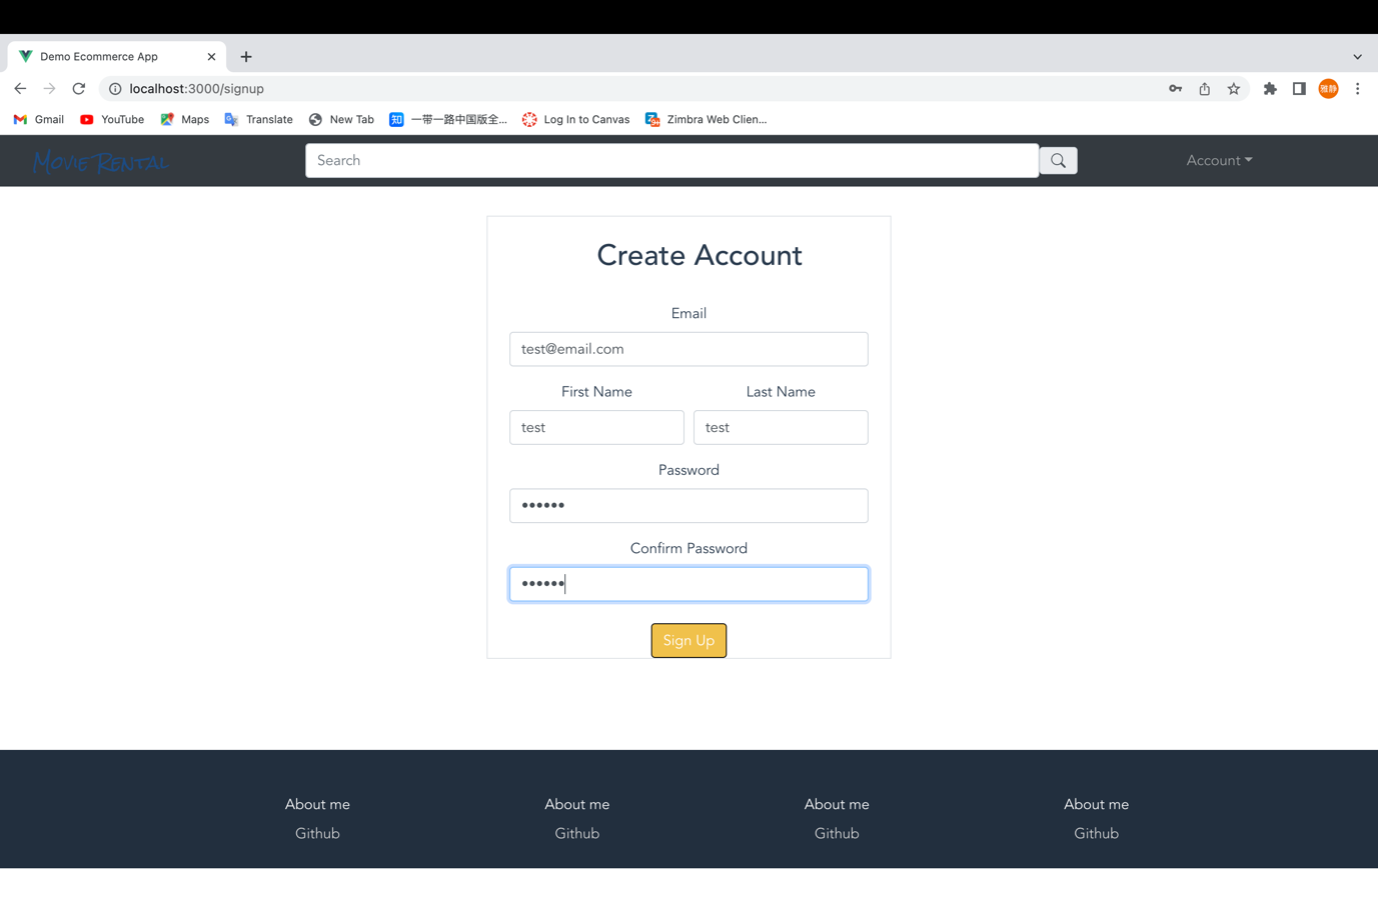 Demo Ecommerce App
localhost:3000/signup
雅静
Gmail YouTube Maps Translate New Tab 知 一带一路中国版全... Log In to Canvas Zimbra Web Clien...
Movie Rental Search Account
Create Account
Email
test@email.com
First Name Last Name
test test
Password
••••••
Confirm Password
••••••
Sign Up
About me About me About me About me
Github Github Github Github